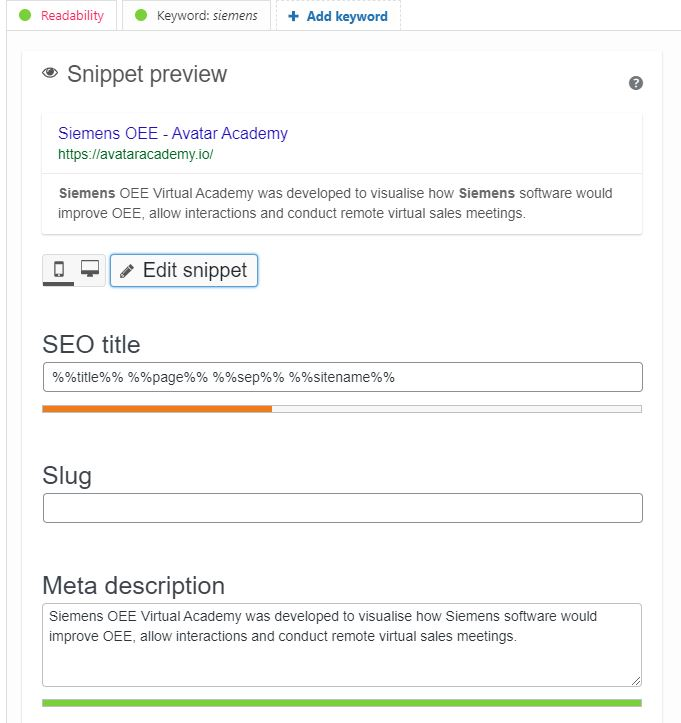 Readability Keyword: siemens + Add keyword
Snippet preview
?
Siemens OEE - Avatar Academy
https://avataracademy.io/
Siemens OEE Virtual Academy was developed to visualise how Siemens software would
improve OEE, allow interactions and conduct remote virtual sales meetings.
Edit snippet
SEO title
%%title%% %%page%% %%sep%% %%sitename%%
Slug
Meta description
Siemens OEE Virtual Academy was developed to visualise how Siemens software would
improve OEE, allow interactions and conduct remote virtual sales meetings.